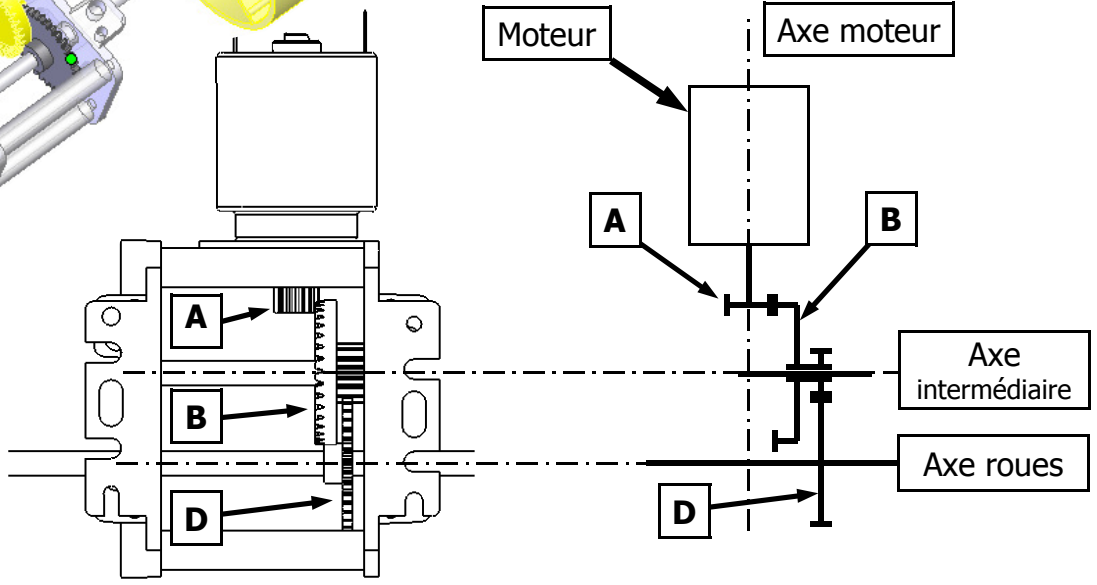 Moteur
Axe moteur
A
B
A
B
D
Axe
intermédiaire
Axe roues
D